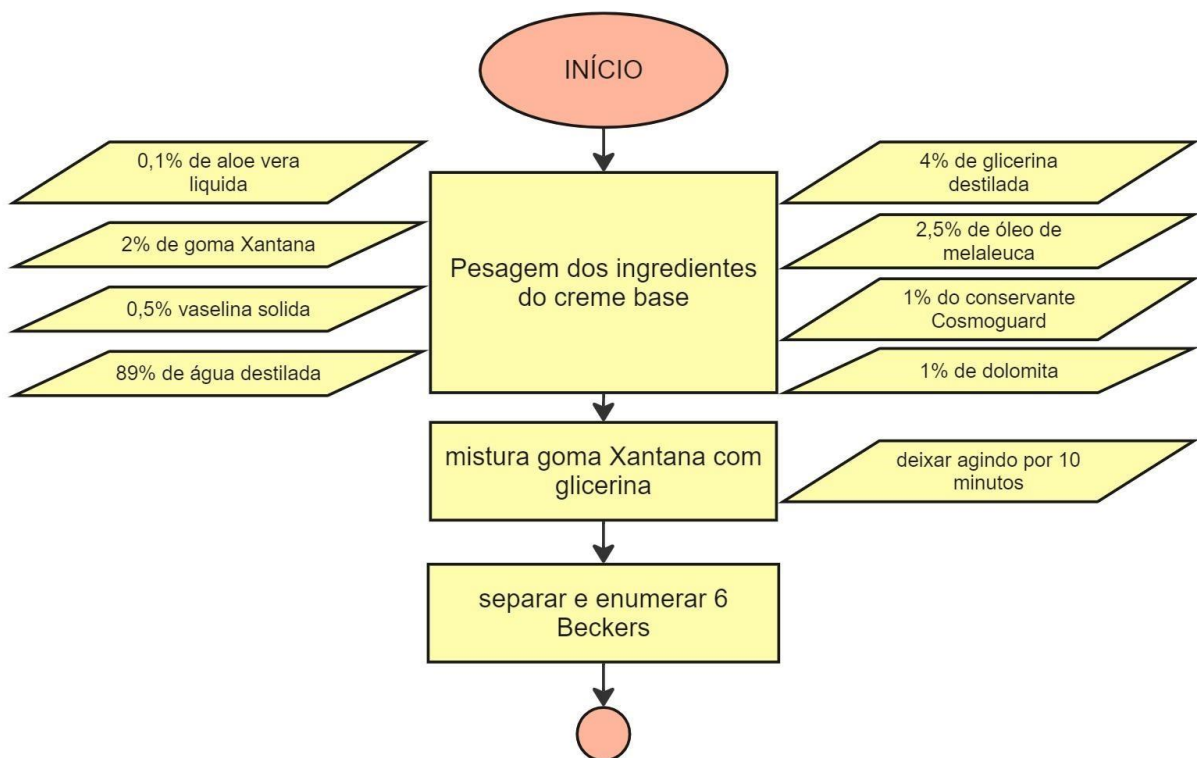 INÍCIO
0,1% de aloe vera
liquida
2% de goma Xantana
0,5% vaselina solida
89% de água destilada
Pesagem dos ingredientes
do creme base
4% de glicerina
destilada
2,5% de óleo de
melaleuca
1% do conservante
Cosmoguard
1% de dolomita
mistura goma Xantana com
glicerina
deixar agindo por 10
minutos
separar e enumerar 6
Beckers